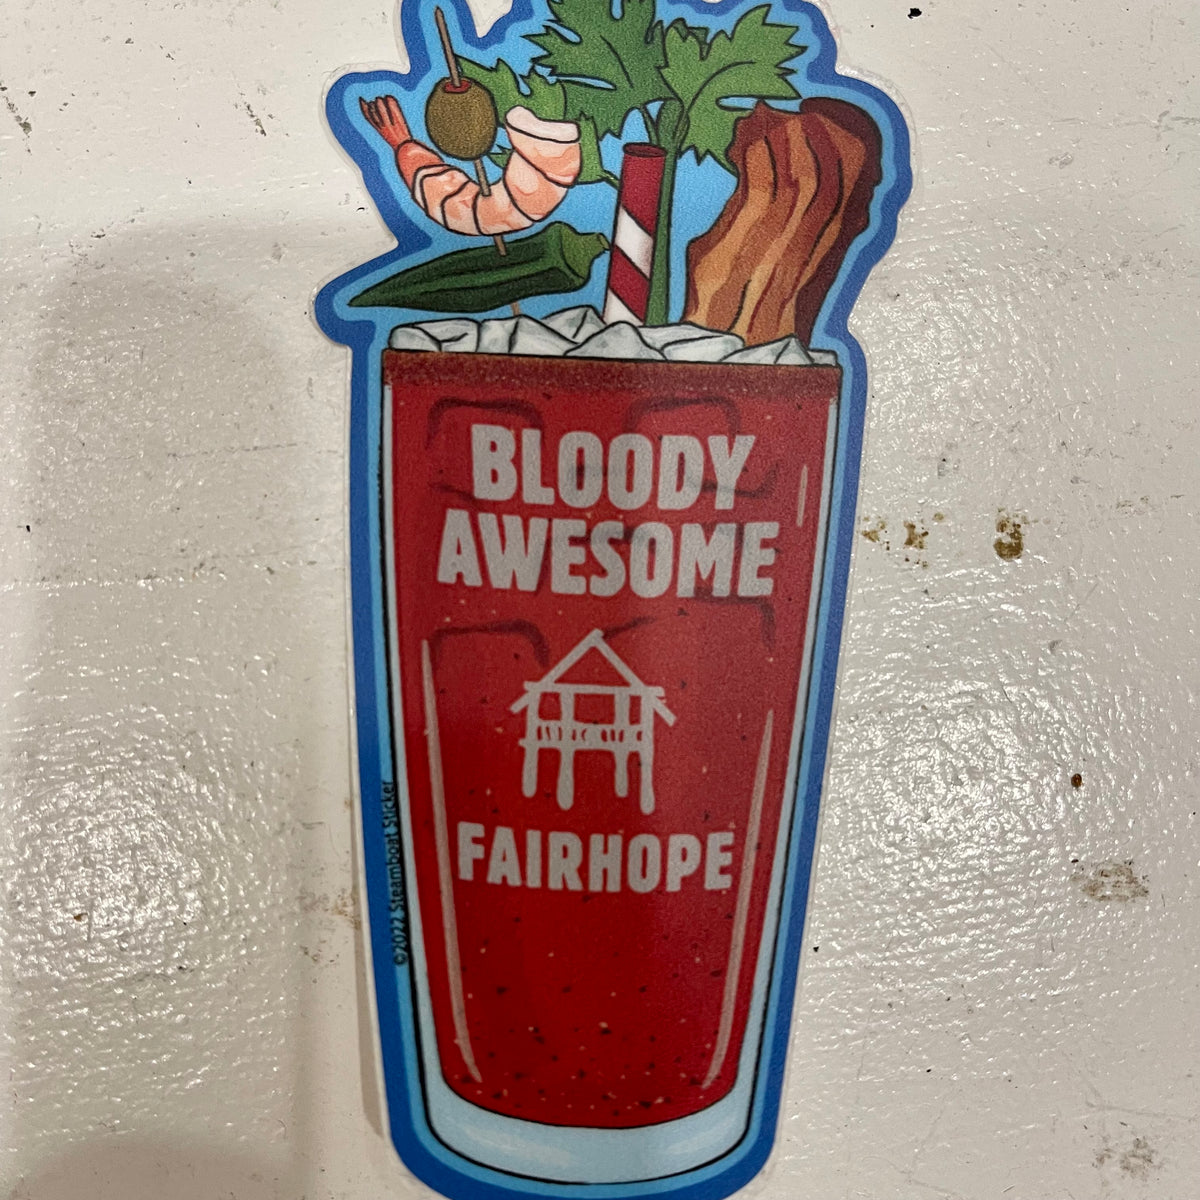 BLOODY
AWESOME
FAIRHOPE
©2022 Steamboat Sticker